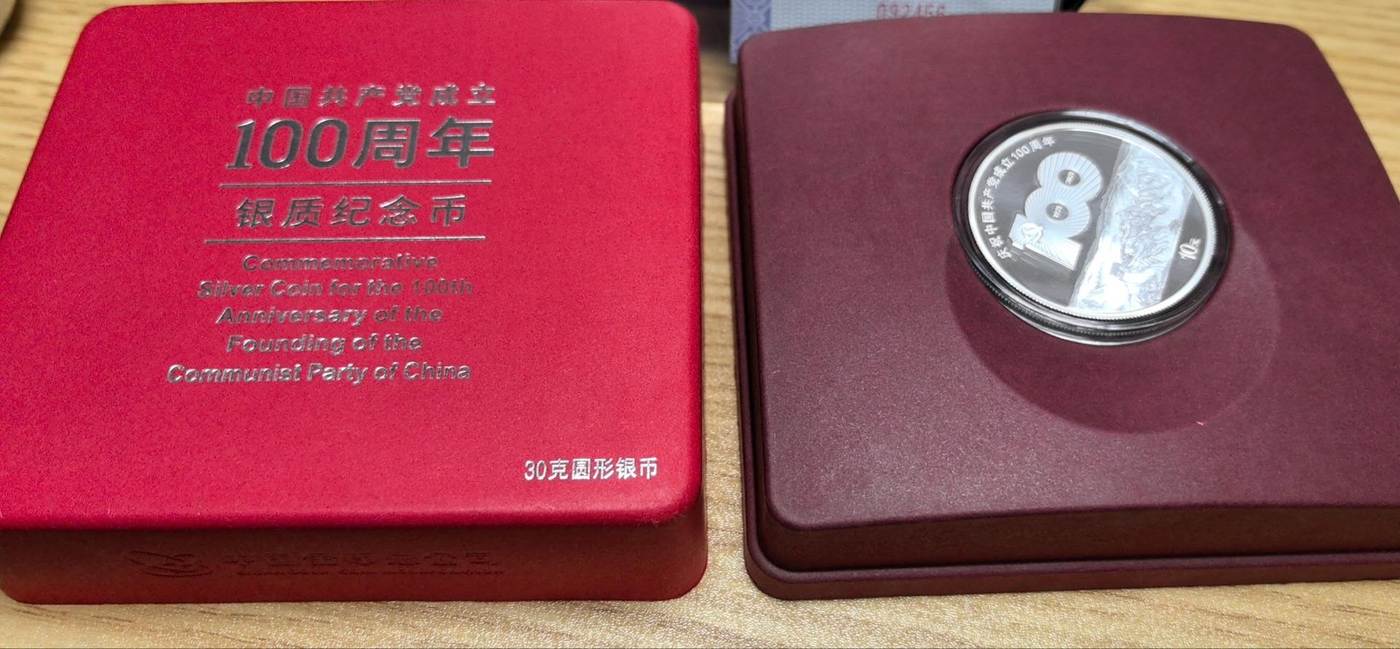 中国共产党成立
100周年
银质纪念币
Commemorative
Silver Coin for the 100th
Anniversary of the
Founding of the
Communist Party of China
30克圆形银币
092466
庆祝中国共产党成立100周年
100
10元